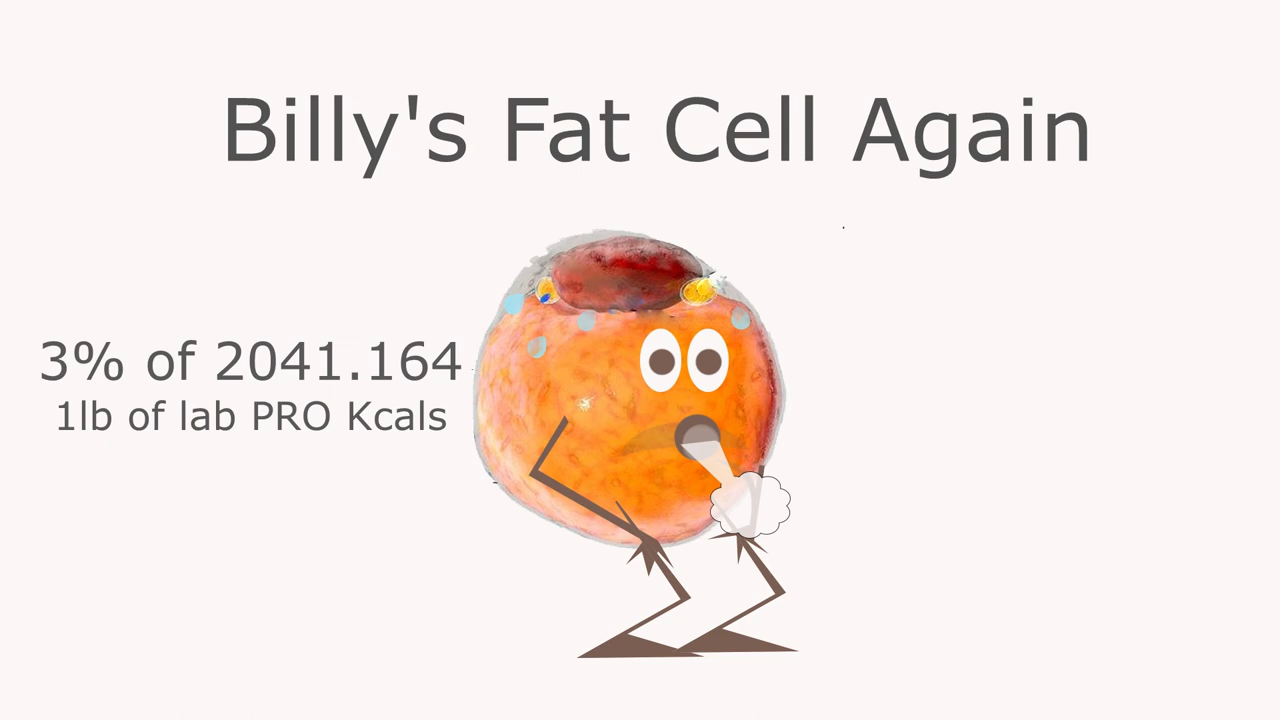 Billy's Fat Cell Again
3% of 2041.164
1lb of lab PRO Kcals